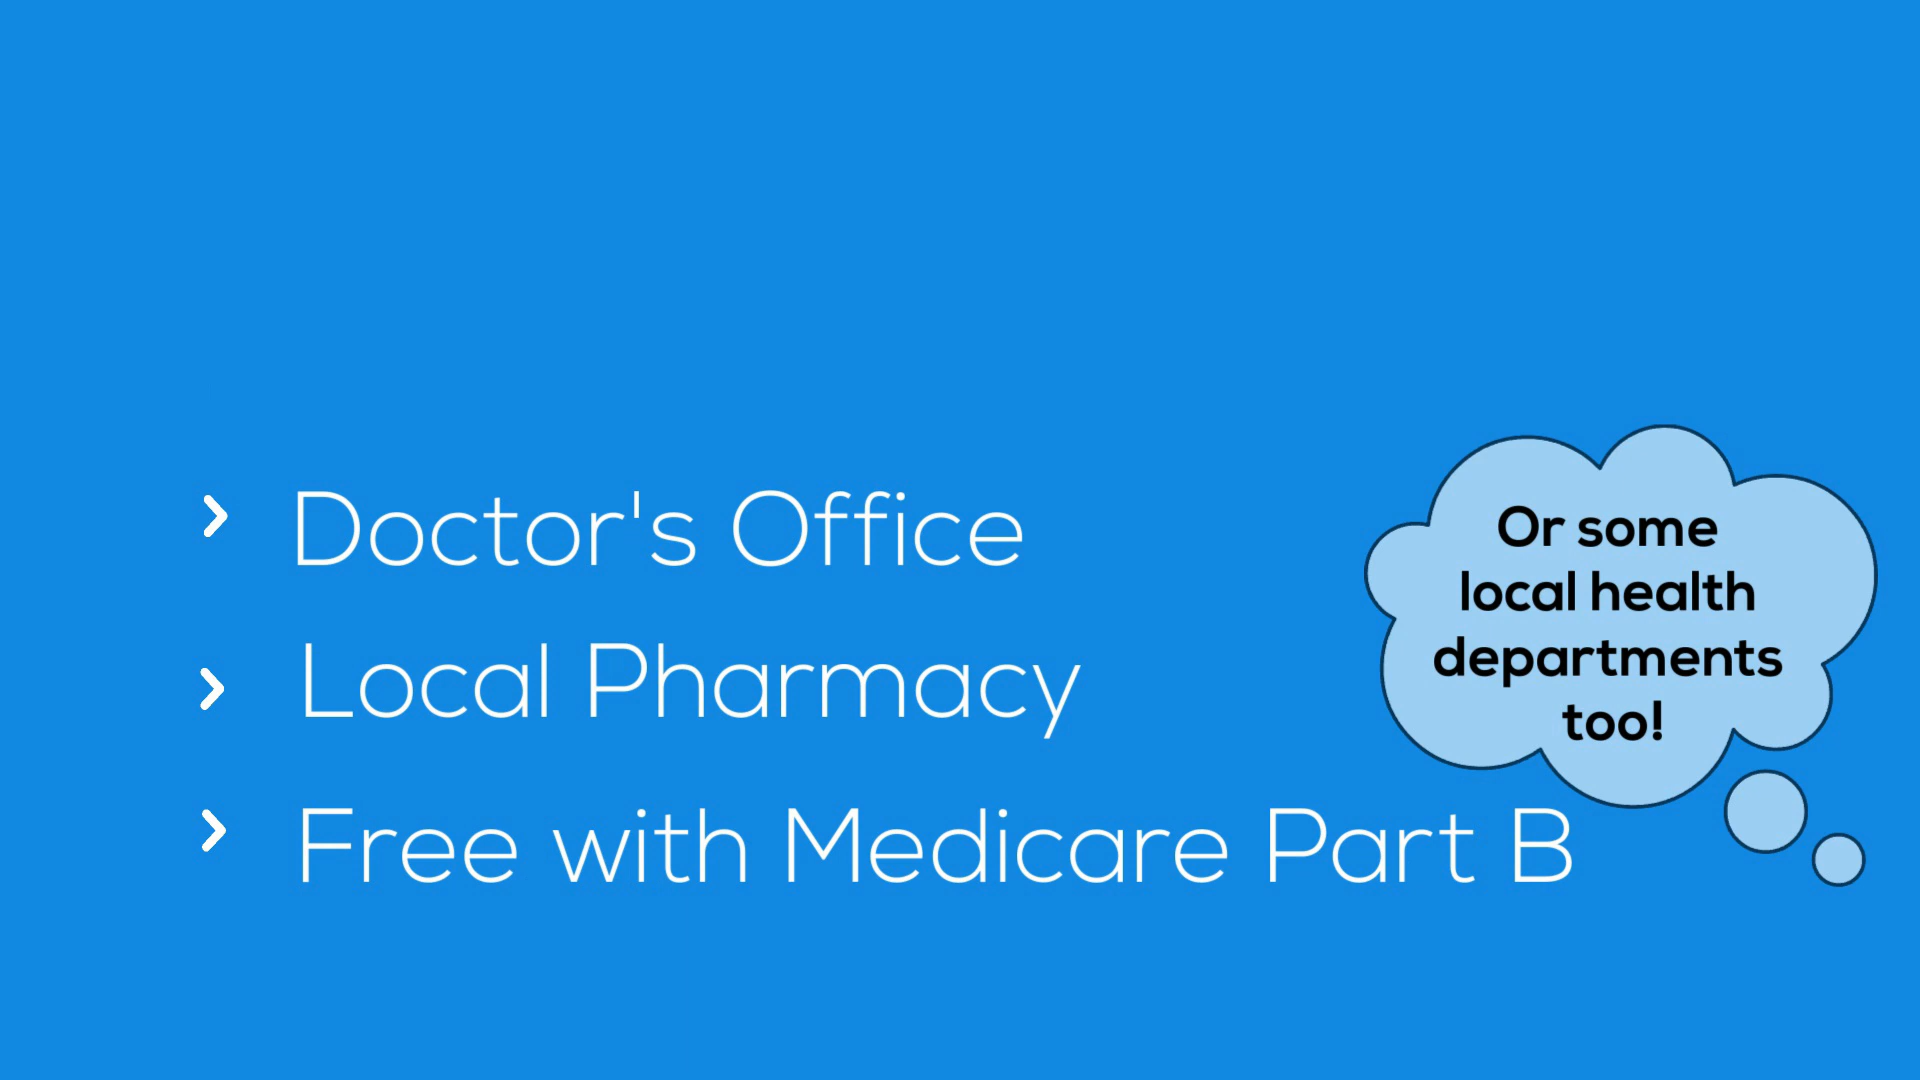 Doctor's Office
Local Pharmacy
Free with Medicare Part B
Or some
local health
departments
too!